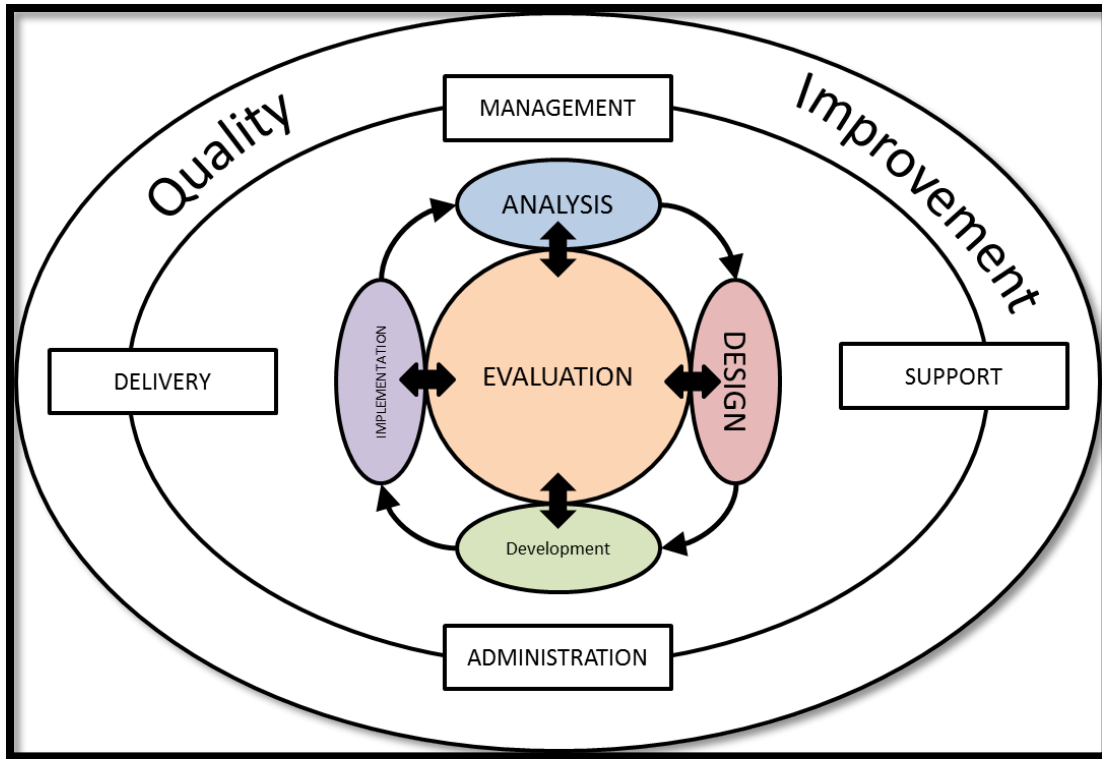 Quality
Improvement
MANAGEMENT
ANALYSIS
IMPLEMENTATION
EVALUATION
DESIGN
DELIVERY
SUPPORT
Development
ADMINISTRATION